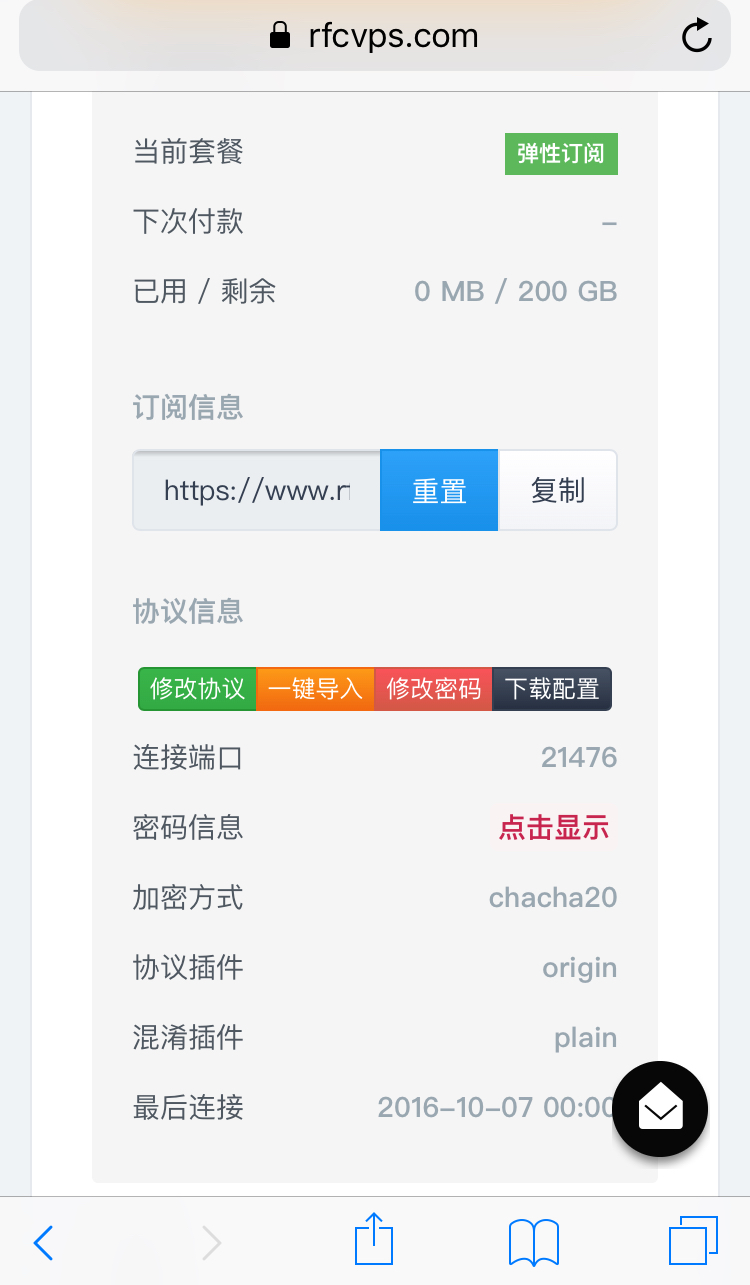 rfcvps.com
当前套餐 弹性订阅
下次付款 –
已用 / 剩余 0 MB / 200 GB
订阅信息
https://www.r 重置 复制
协议信息
修改协议 一键导入 修改密码 下载配置
连接端口 21476
密码信息 点击显示
加密方式 chacha20
协议插件 origin
混淆插件 plain
最后连接 2016-10-07 00:00